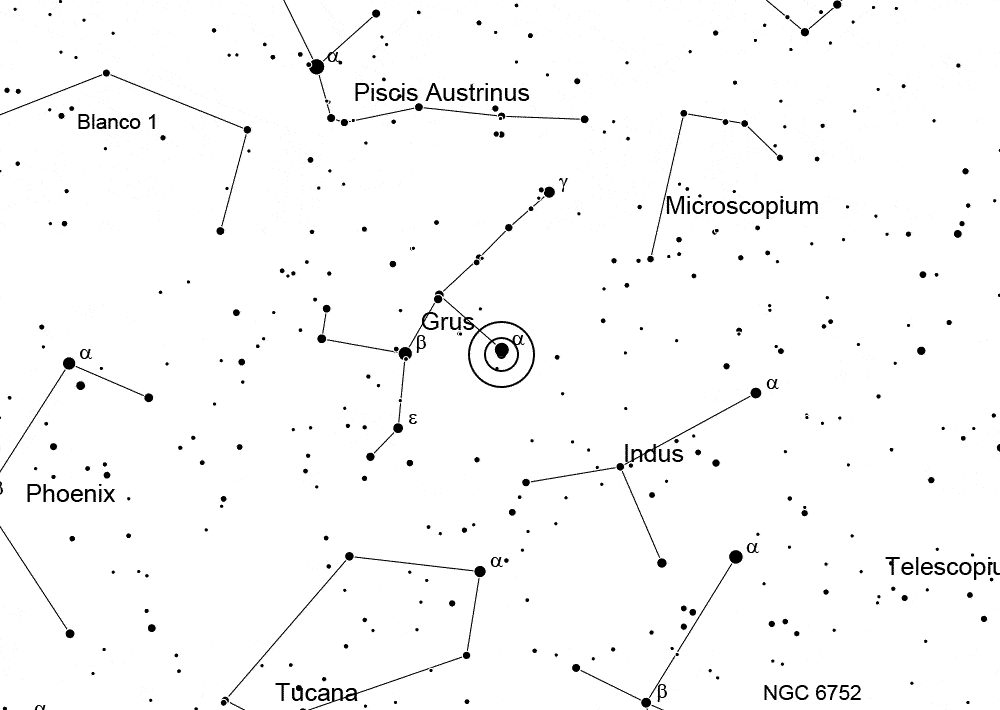 α
Piscis Austrinus
Blanco 1
γ
Microscopium
Grus
α
β
α
α
ε
Indus
β
Phoenix
α
α
Telescopiu
β
Tucana
NGC 6752
α